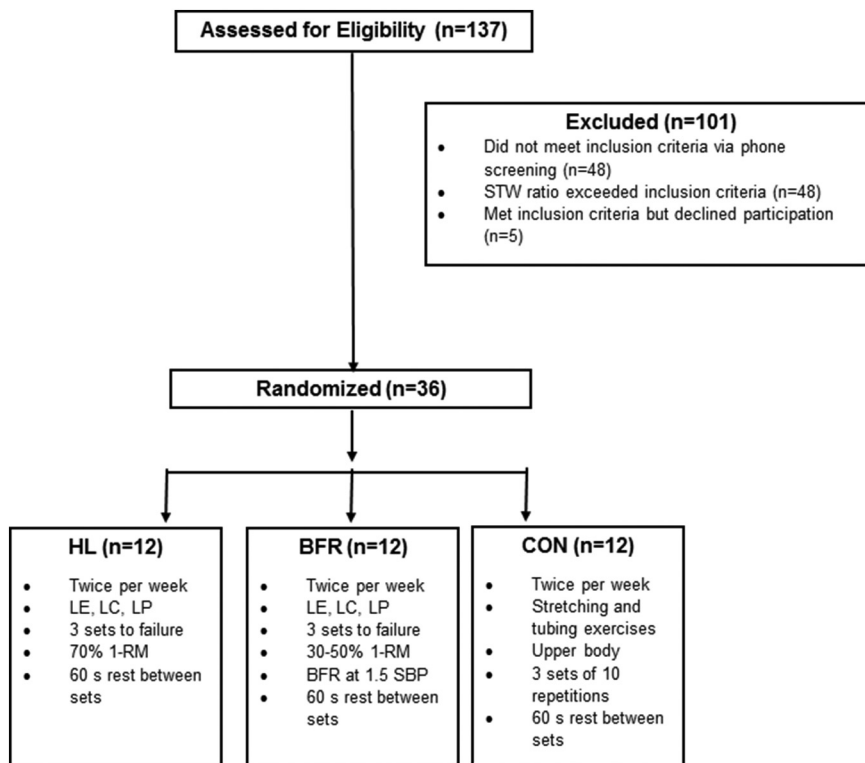 Assessed for Eligibility (n=137)
Excluded (n=101)
• Did not meet inclusion criteria via phone
screening (n=48)
• STW ratio exceeded inclusion criteria (n=48)
• Met inclusion criteria but declined participation
(n=5)
Randomized (n=36)
HL (n=12)
• Twice per week
• LE, LC, LP
• 3 sets to failure
• 70% 1-RM
• 60 s rest between
sets
BFR (n=12)
• Twice per week
• LE, LC, LP
• 3 sets to failure
• 30-50% 1-RM
• BFR at 1.5 SBP
• 60 s rest between
sets
CON (n=12)
• Twice per week
• Stretching and
tubing exercises
• Upper body
• 3 sets of 10
repetitions
• 60 s rest between
sets